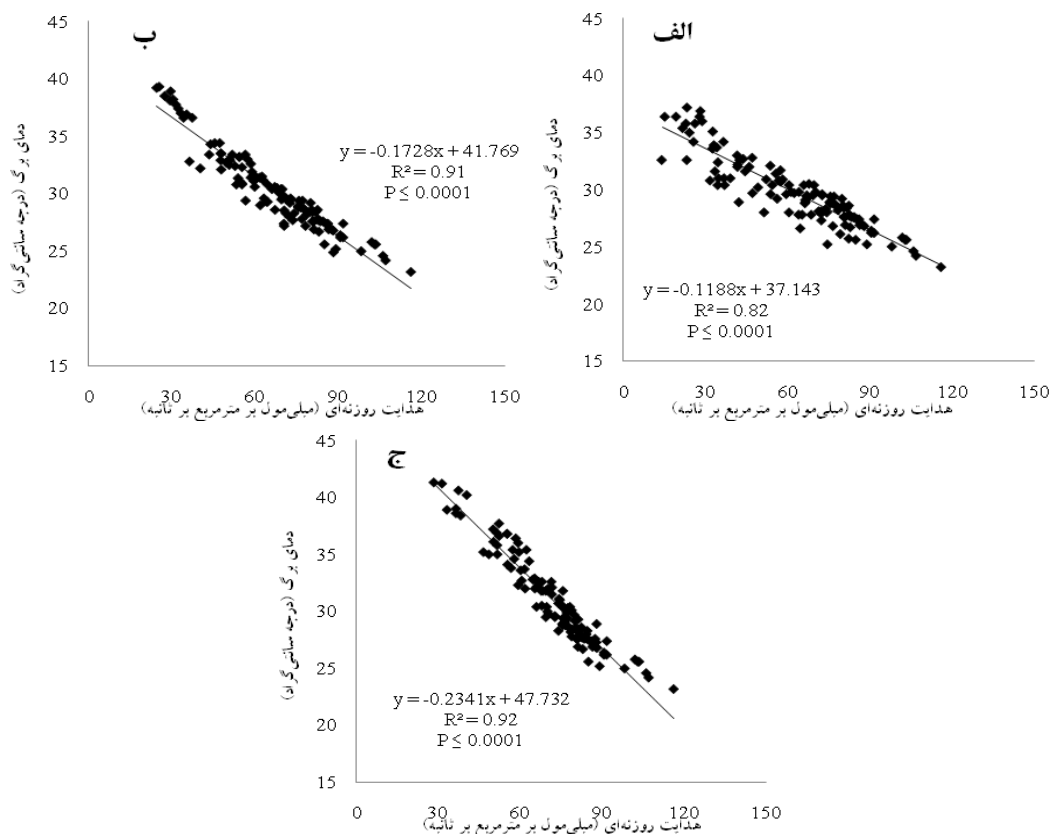 الف
دمای برگ (درجه سانتی‌گراد)
45
40
35
30
25
20
15
y = -0.1188x + 37.143
R² = 0.82
P ≤ 0.0001
0 30 60 90 120 150
هدایت روزنه‌ای (میلی‌مول بر مترمربع بر ثانیه)
ب
دمای برگ (درجه سانتی‌گراد)
45
40
35
30
25
20
15
y = -0.1728x + 41.769
R² = 0.91
P ≤ 0.0001
0 30 60 90 120 150
هدایت روزنه‌ای (میلی‌مول بر مترمربع بر ثانیه)
ج
دمای برگ (درجه سانتی‌گراد)
45
40
35
30
25
20
15
y = -0.2341x + 47.732
R² = 0.92
P ≤ 0.0001
0 30 60 90 120 150
هدایت روزنه‌ای (میلی‌مول بر مترمربع بر ثانیه)